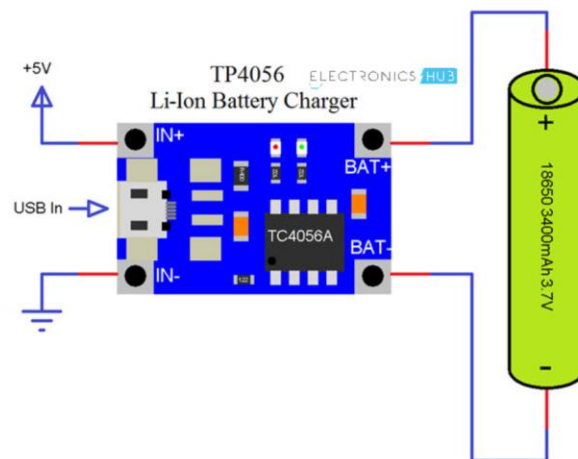 TP4056
Li-Ion Battery Charger
ELECTRONICS HUB
+5V
IN+
BAT+
+
USB In
TC4056A
18650 3400mAh 3.7V
BAT-
IN-
122
-